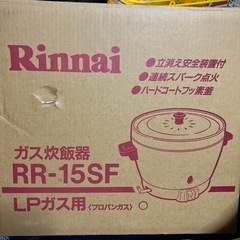 Rinnai
●立消え安全装置付
●連続スパーク点火
●ハードコートフッ素釜
ガス炊飯器
RR-15SF
LPガス用(プロパンガス)